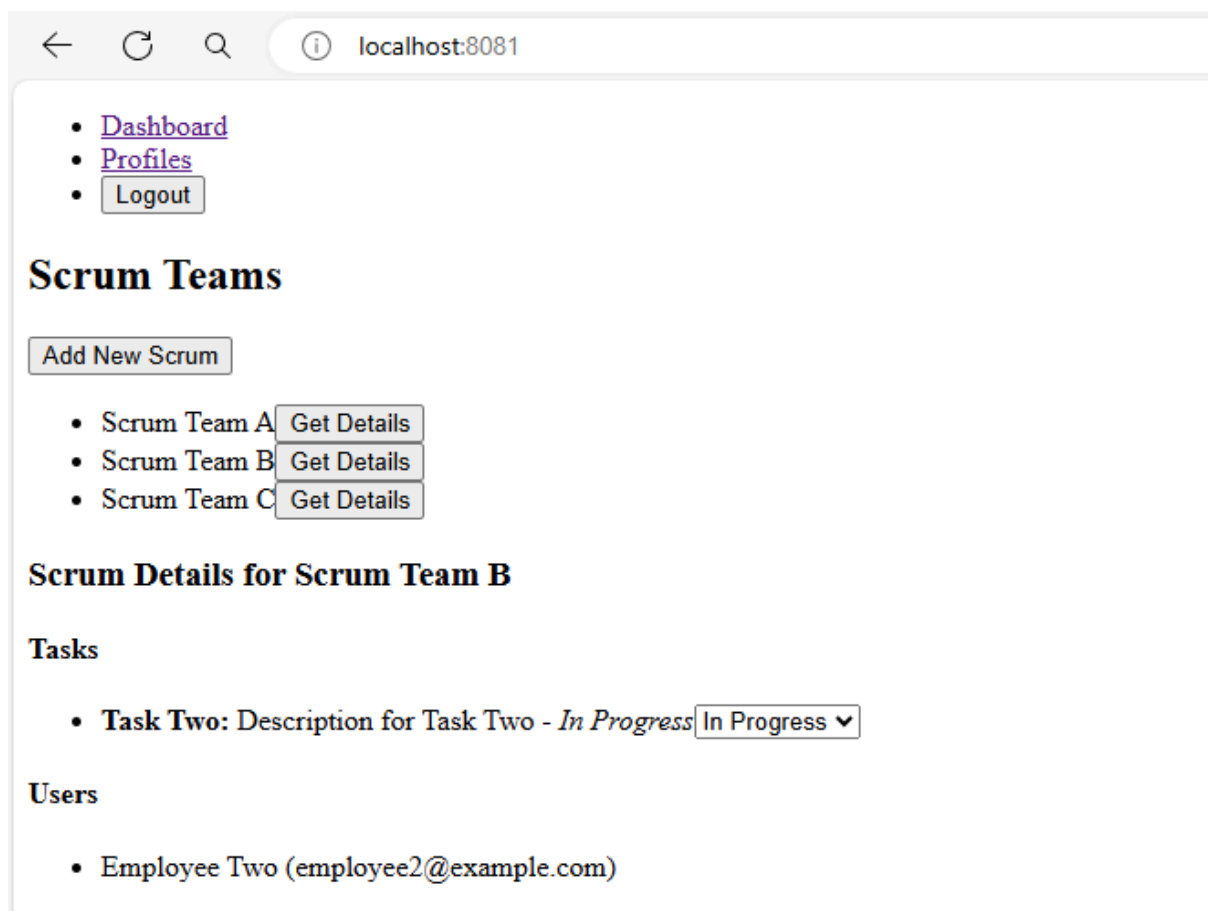 localhost:8081
Dashboard
Profiles
Logout
Scrum Teams
Add New Scrum
Scrum Team A Get Details
Scrum Team B Get Details
Scrum Team C Get Details
Scrum Details for Scrum Team B
Tasks
Task Two: Description for Task Two - In Progress In Progress
Users
Employee Two (employee2@example.com)